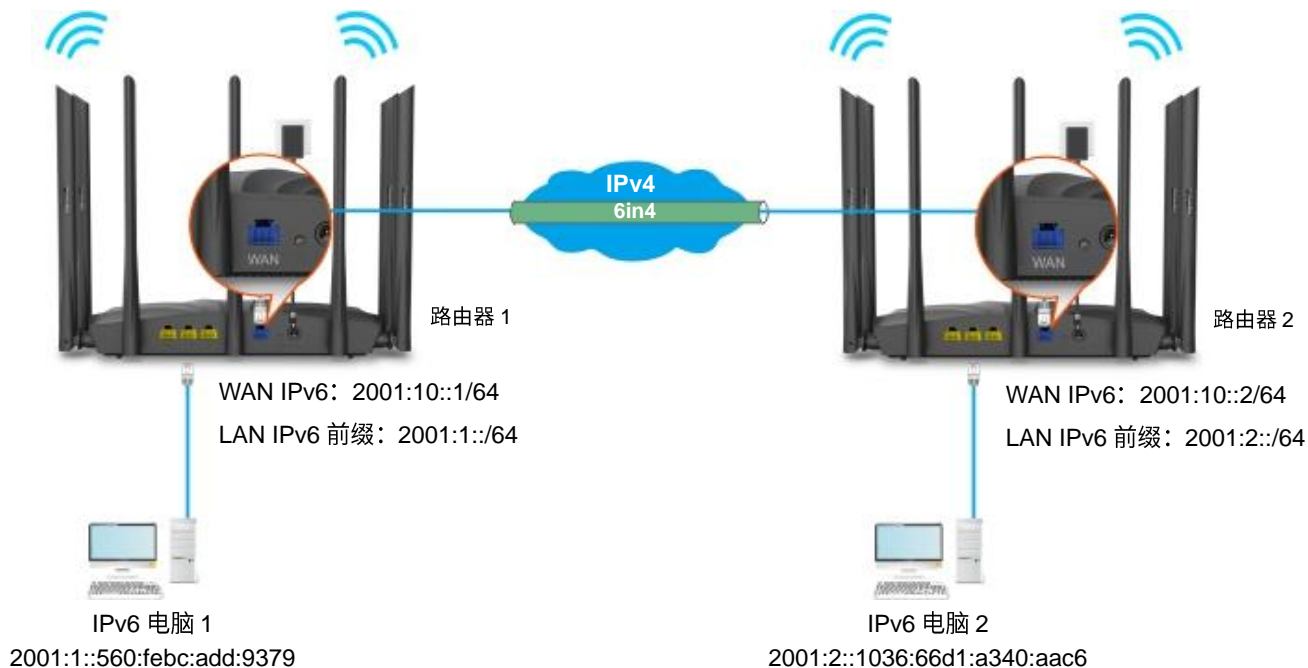 IPv4
6in4
WAN
WAN
路由器 1
路由器 2
WAN IPv6：2001:10::1/64
LAN IPv6 前缀：2001:1::/64
WAN IPv6：2001:10::2/64
LAN IPv6 前缀：2001:2::/64
IPv6 电脑 1
2001:1::560:febc:add:9379
IPv6 电脑 2
2001:2::1036:66d1:a340:aac6